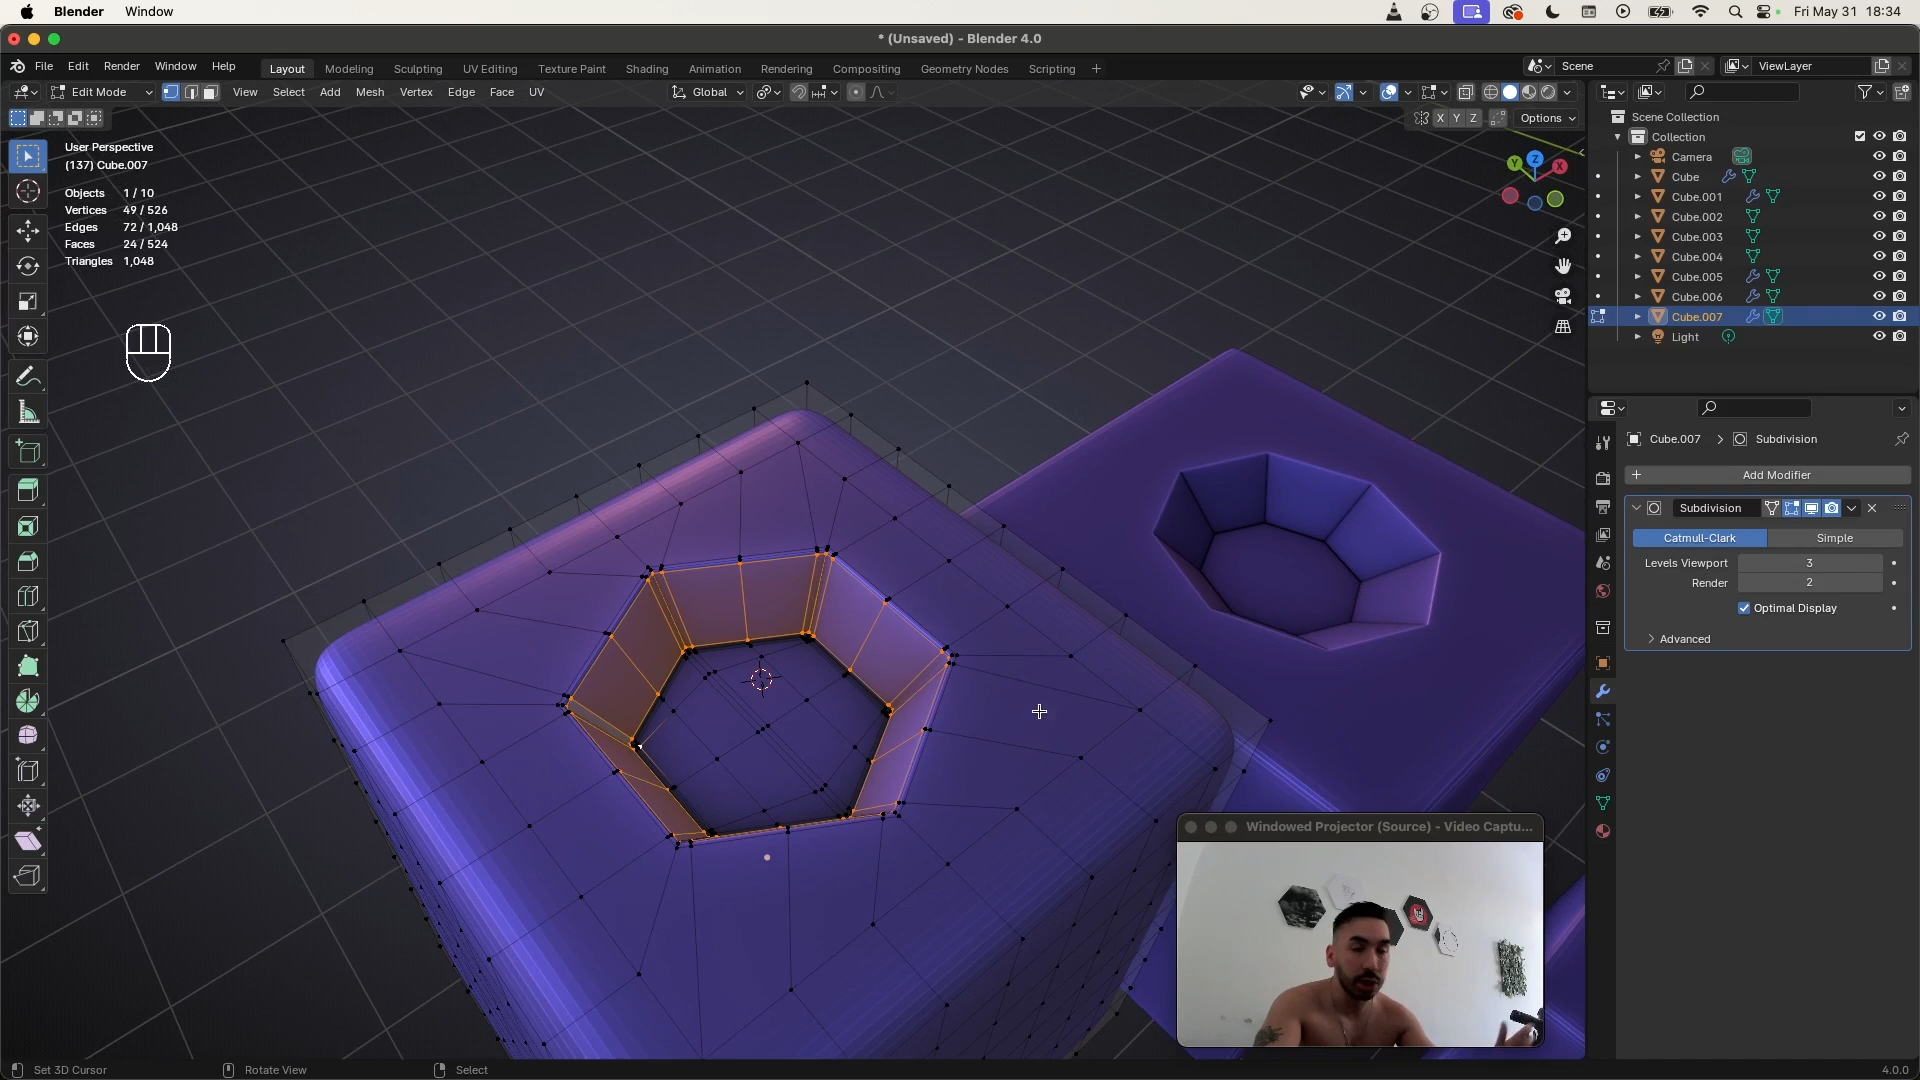 Blender Window Fri May 31 18:34
* (Unsaved) - Blender 4.0
File Edit Render Window Help Layout Modeling Sculpting UV Editing Texture Paint Shading Animation Rendering Compositing Geometry Nodes Scripting + Scene ViewLayer
Edit Mode View Select Add Mesh Vertex Edge Face UV Global
X Y Z Options
User Perspective
(137) Cube.007
Objects 1 / 10
Vertices 49 / 526
Edges 72 / 1,048
Faces 24 / 524
Triangles 1,048
Z
Y
X
Scene Collection
Collection
Camera
Cube
Cube.001
Cube.002
Cube.003
Cube.004
Cube.005
Cube.006
Cube.007
Light
Cube.007 > Subdivision
+ Add Modifier
Subdivision
Catmull-Clark Simple
Levels Viewport 3
Render 2
Optimal Display
Advanced
Windowed Projector (Source) - Video Captu...
Set 3D Cursor Rotate View Select 4.0.0